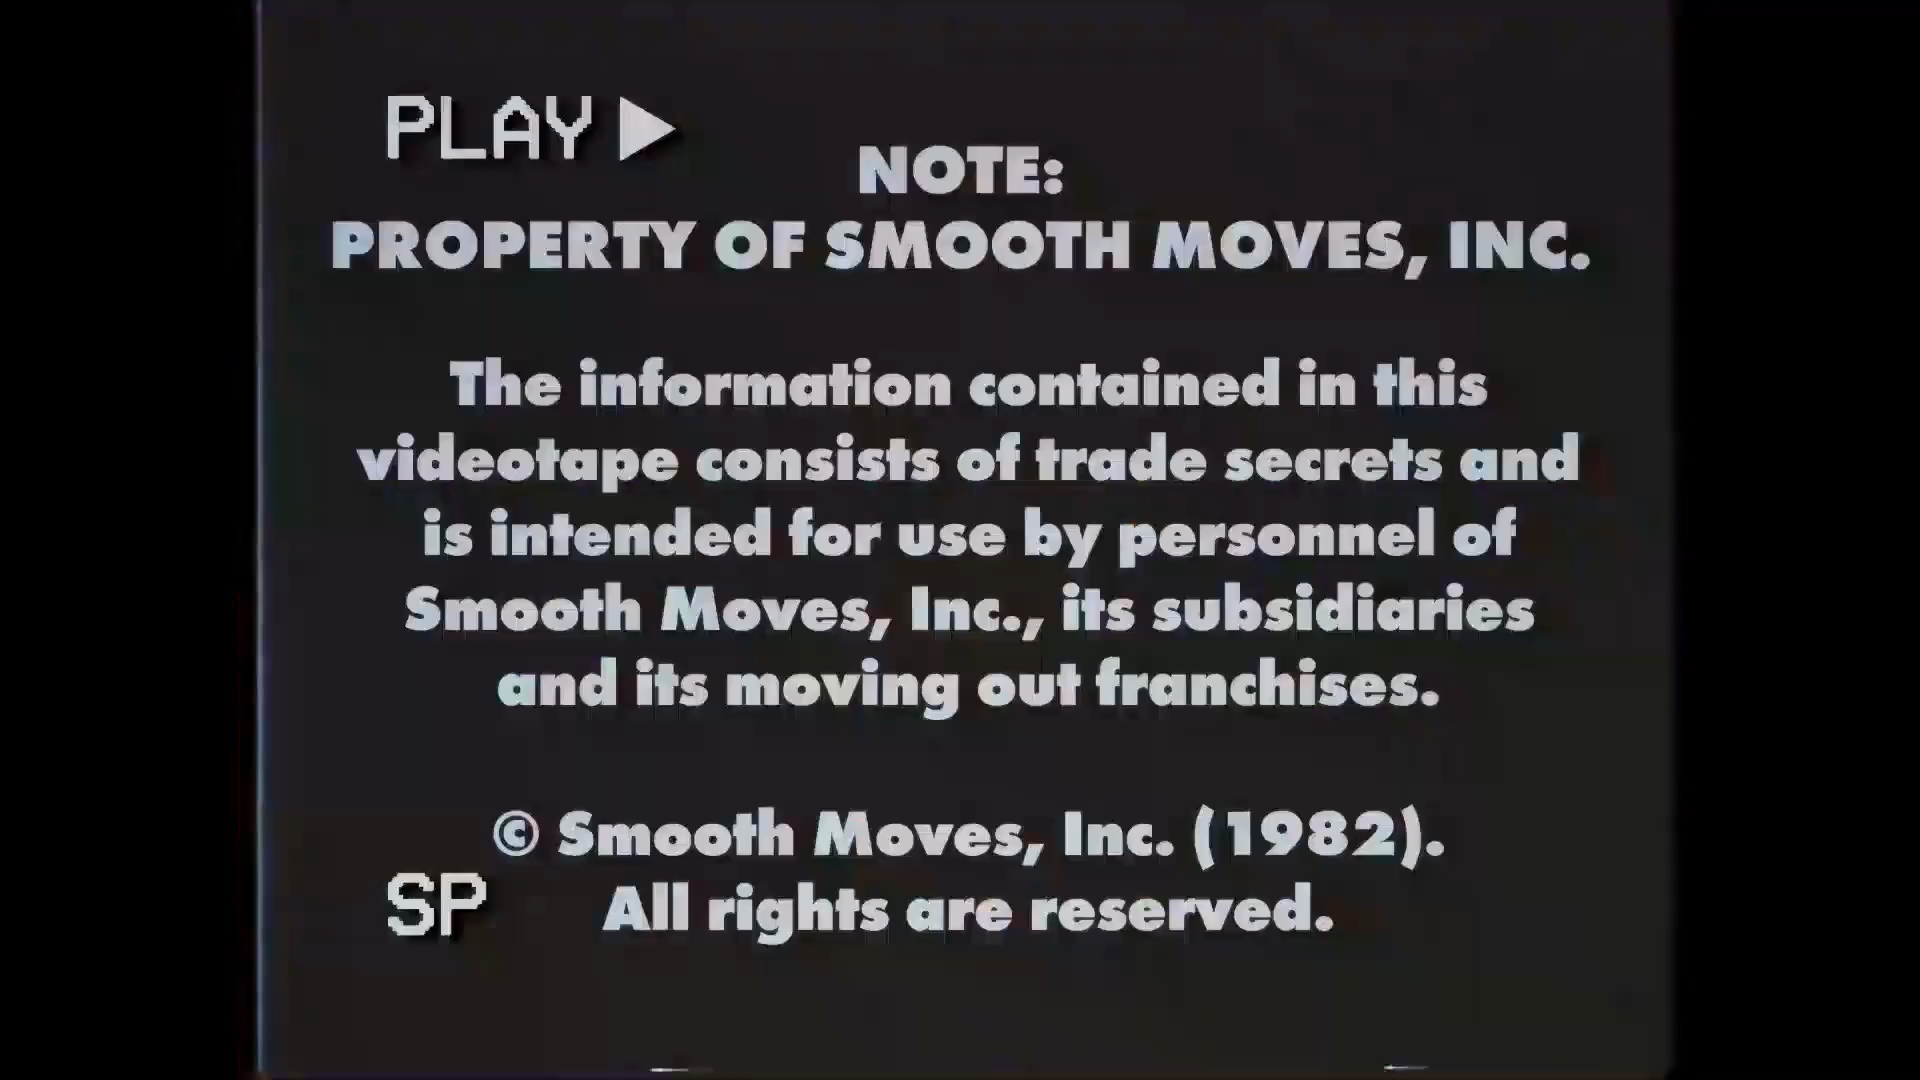 PLAY ▶
NOTE:
PROPERTY OF SMOOTH MOVES, INC.
The information contained in this
videotape consists of trade secrets and
is intended for use by personnel of
Smooth Moves, Inc., its subsidiaries
and its moving out franchises.
© Smooth Moves, Inc. (1982).
All rights are reserved.
SP